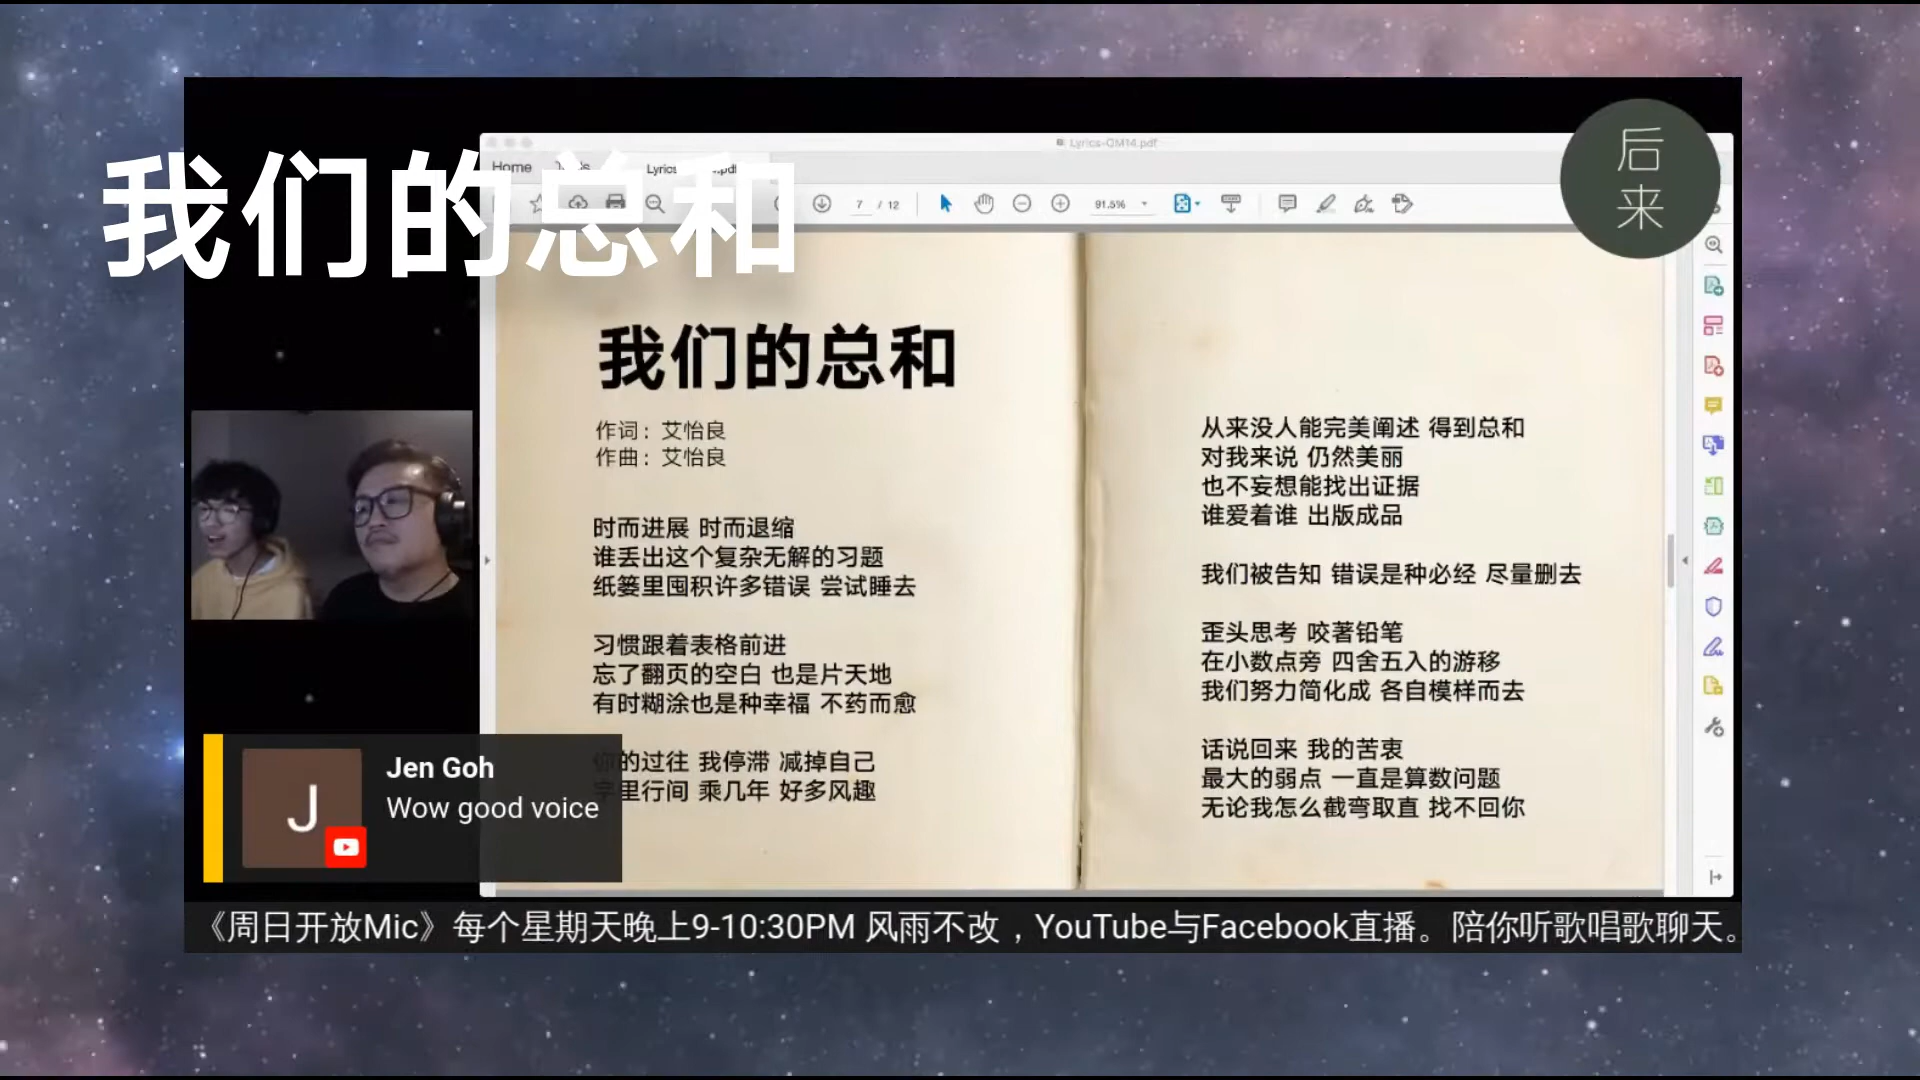 我们的总和
后
来
Lyrics-OM14.pdf
Home
7 / 12
91.5%
我们的总和
作词：艾怡良
作曲：艾怡良
时而进展 时而退缩
谁丢出这个复杂无解的习题
纸篓里囤积许多错误 尝试睡去
习惯跟着表格前进
忘了翻页的空白 也是片天地
有时糊涂也是种幸福 不药而愈
你的过往 我停滞 减掉自己
字里行间 乘几年 好多风趣
从来没人能完美阐述 得到总和
对我来说 仍然美丽
也不妄想能找出证据
谁爱着谁 出版成品
我们被告知 错误是种必经 尽量删去
歪头思考 咬著铅笔
在小数点旁 四舍五入的游移
我们努力简化成 各自模样而去
话说回来 我的苦衷
最大的弱点 一直是算数问题
无论我怎么截弯取直 找不回你
J
Jen Goh
Wow good voice
《周日开放Mic》每个星期天晚上9-10:30PM 风雨不改，YouTube与Facebook直播。陪你听歌唱歌聊天。